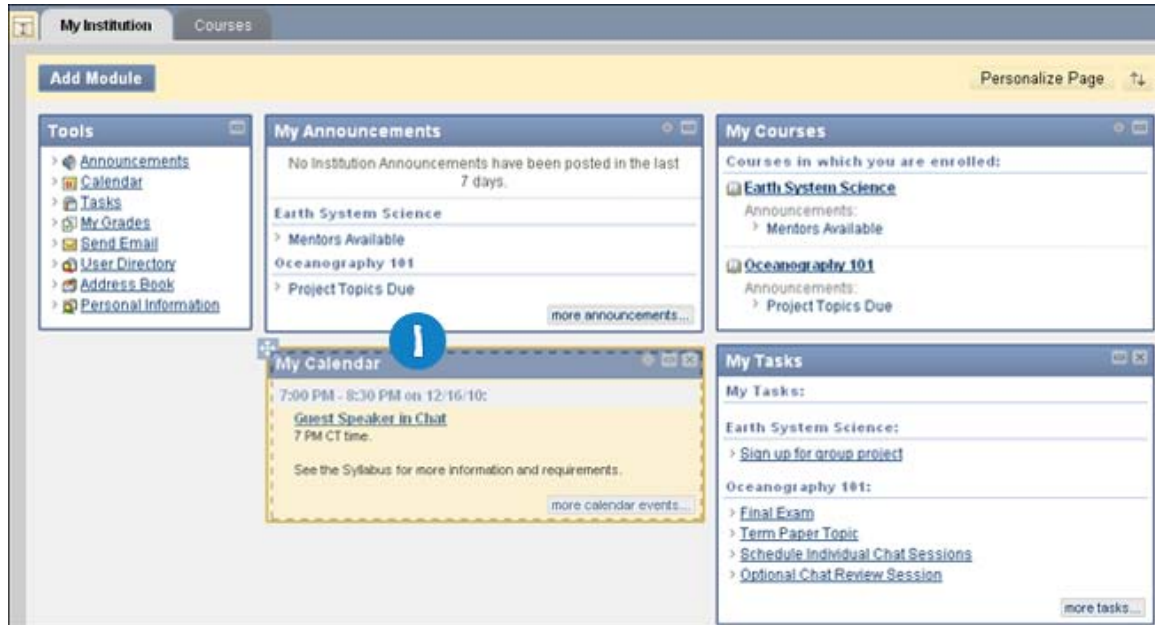 My Institution
Courses
Add Module
Personalize Page
Tools
Announcements
Calendar
Tasks
My Grades
Send Email
User Directory
Address Book
Personal Information
My Announcements
No Institution Announcements have been posted in the last
7 days.
Earth System Science
Mentors Available
Oceanography 101
Project Topics Due
more announcements...
My Courses
Courses in which you are enrolled:
Earth System Science
Announcements:
Mentors Available
Oceanography 101
Announcements:
Project Topics Due
1
My Calendar
7:00 PM - 8:30 PM on 12/16/10:
Guest Speaker in Chat
7 PM CT time.
See the Syllabus for more information and requirements.
more calendar events...
My Tasks
My Tasks:
Earth System Science:
Sign up for group project
Oceanography 101:
Final Exam
Term Paper Topic
Schedule Individual Chat Sessions
Optional Chat Review Session
more tasks...